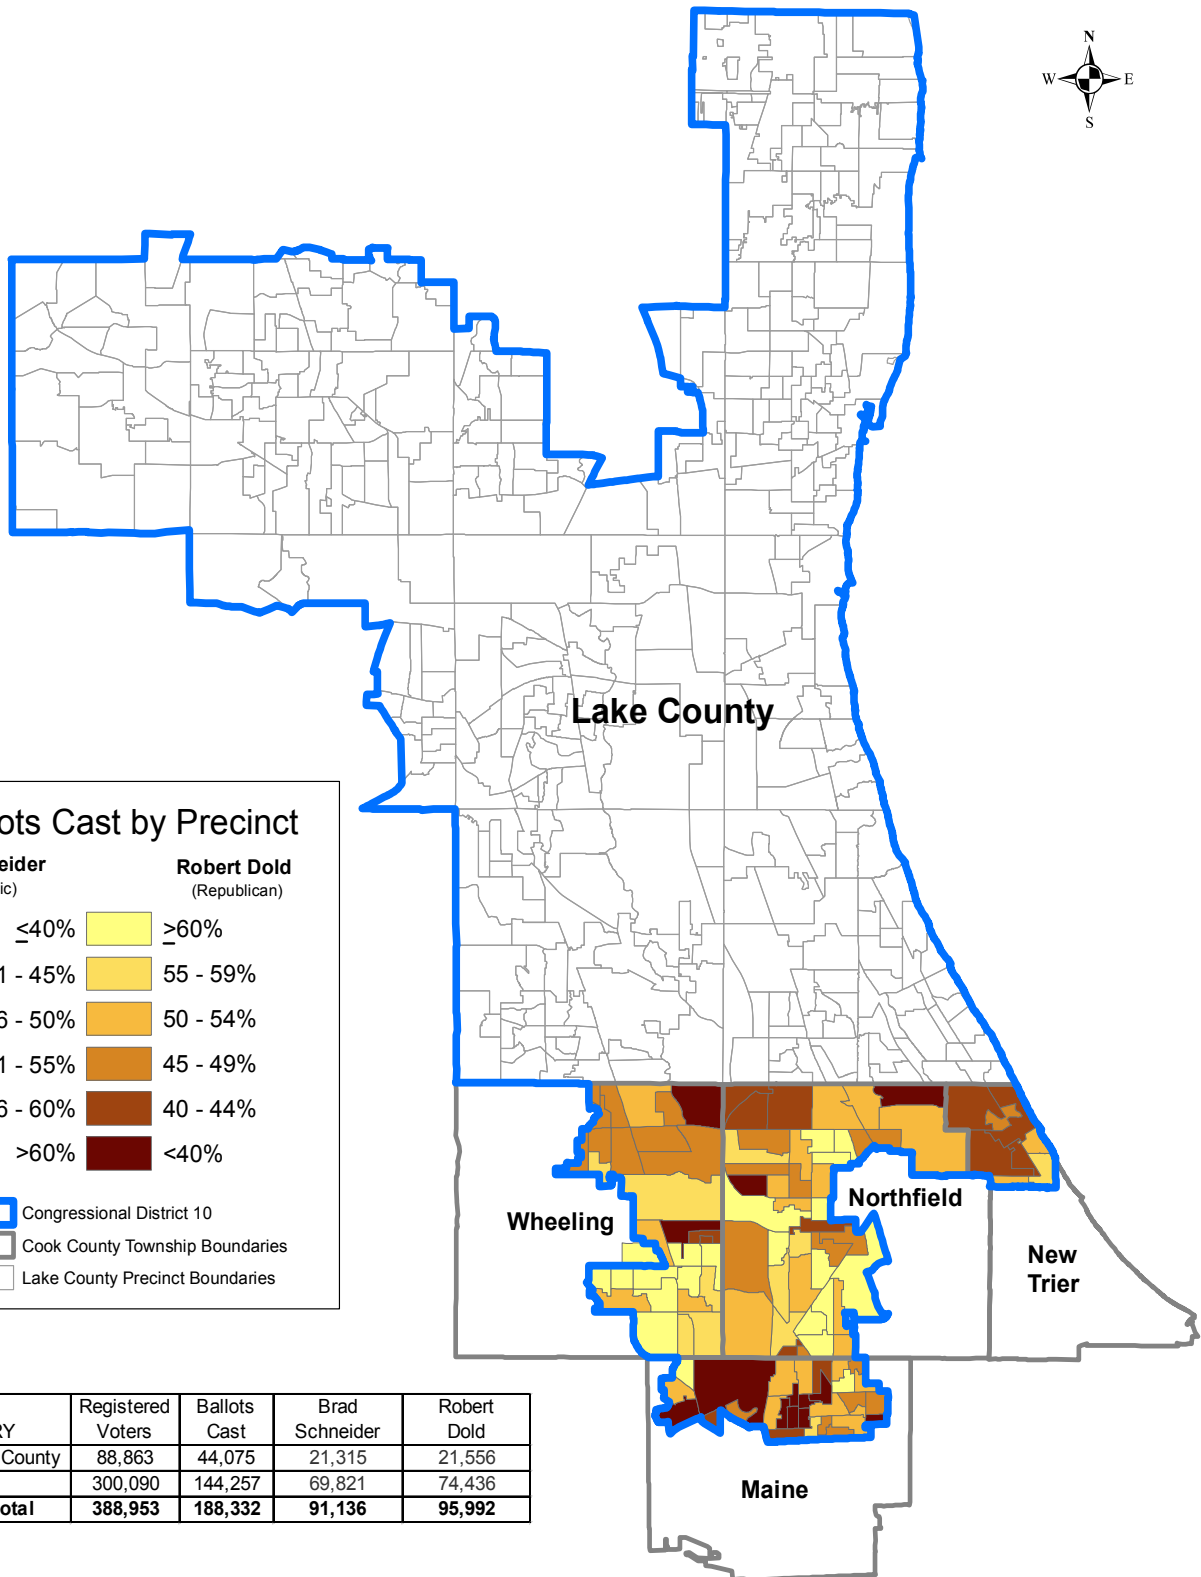 N
W E
S
Lake County
ots Cast by Precinct
eider Robert Dold
ic) (Republican)
≤40% ≥60%
1 - 45% 55 - 59%
6 - 50% 50 - 54%
1 - 55% 45 - 49%
6 - 60% 40 - 44%
>60% <40%
Congressional District 10
Cook County Township Boundaries
Lake County Precinct Boundaries
Wheeling
Northfield
New
Trier
Maine
Registered Ballots Brad Robert
RY Voters Cast Schneider Dold
County 88,863 44,075 21,315 21,556
300,090 144,257 69,821 74,436
otal 388,953 188,332 91,136 95,992